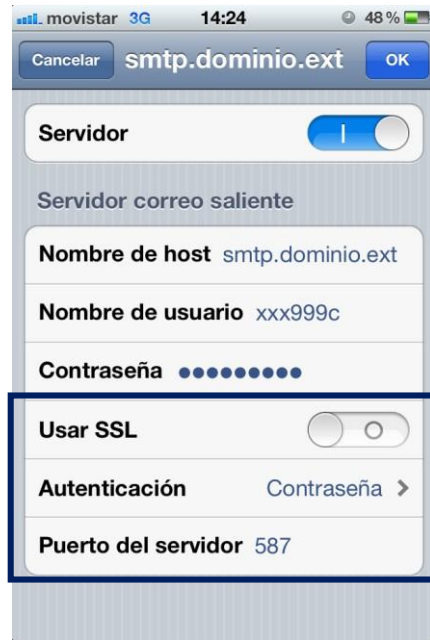 movistar 3G 14:24 48 %
Cancelar smtp.dominio.ext OK
Servidor
Servidor correo saliente
Nombre de host smtp.dominio.ext
Nombre de usuario xxx999c
Contraseña ●●●●●●●●●
Usar SSL
Autenticación Contraseña >
Puerto del servidor 587